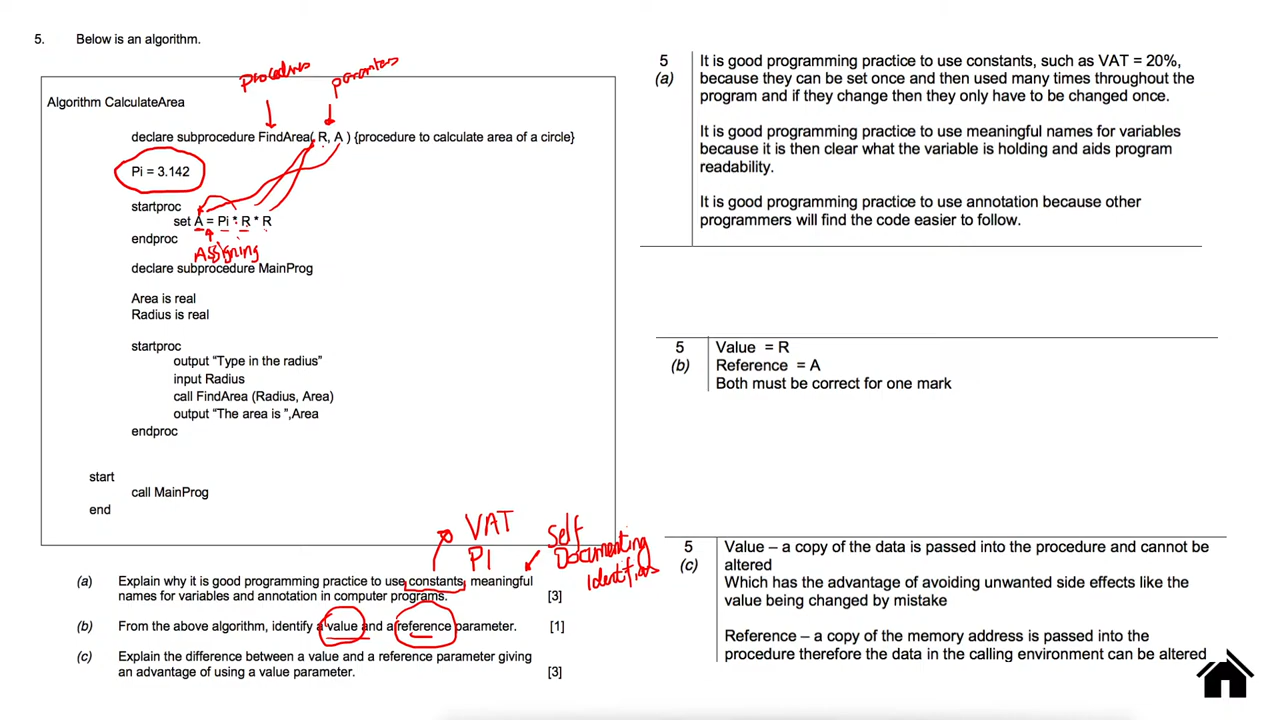 5. Below is an algorithm.
procedures
parameters
Algorithm CalculateArea
declare subprocedure FindArea( R, A ) {procedure to calculate area of a circle}
Pi = 3.142
startproc
set A = Pi * R * R
endproc
Assigning
declare subprocedure MainProg
Area is real
Radius is real
startproc
output “Type in the radius”
input Radius
call FindArea (Radius, Area)
output “The area is ”,Area
endproc
start
call MainProg
end
VAT
PI
Self
Documenting
Identifiers
(a) Explain why it is good programming practice to use constants, meaningful
names for variables and annotation in computer programs. [3]
(b) From the above algorithm, identify a value and a reference parameter. [1]
(c) Explain the difference between a value and a reference parameter giving
an advantage of using a value parameter. [3]
5 It is good programming practice to use constants, such as VAT = 20%,
(a) because they can be set once and then used many times throughout the
program and if they change then they only have to be changed once.
It is good programming practice to use meaningful names for variables
because it is then clear what the variable is holding and aids program
readability.
It is good programming practice to use annotation because other
programmers will find the code easier to follow.
5 Value = R
(b) Reference = A
Both must be correct for one mark
5 Value – a copy of the data is passed into the procedure and cannot be
(c) altered
Which has the advantage of avoiding unwanted side effects like the
value being changed by mistake
Reference – a copy of the memory address is passed into the
procedure therefore the data in the calling environment can be altered